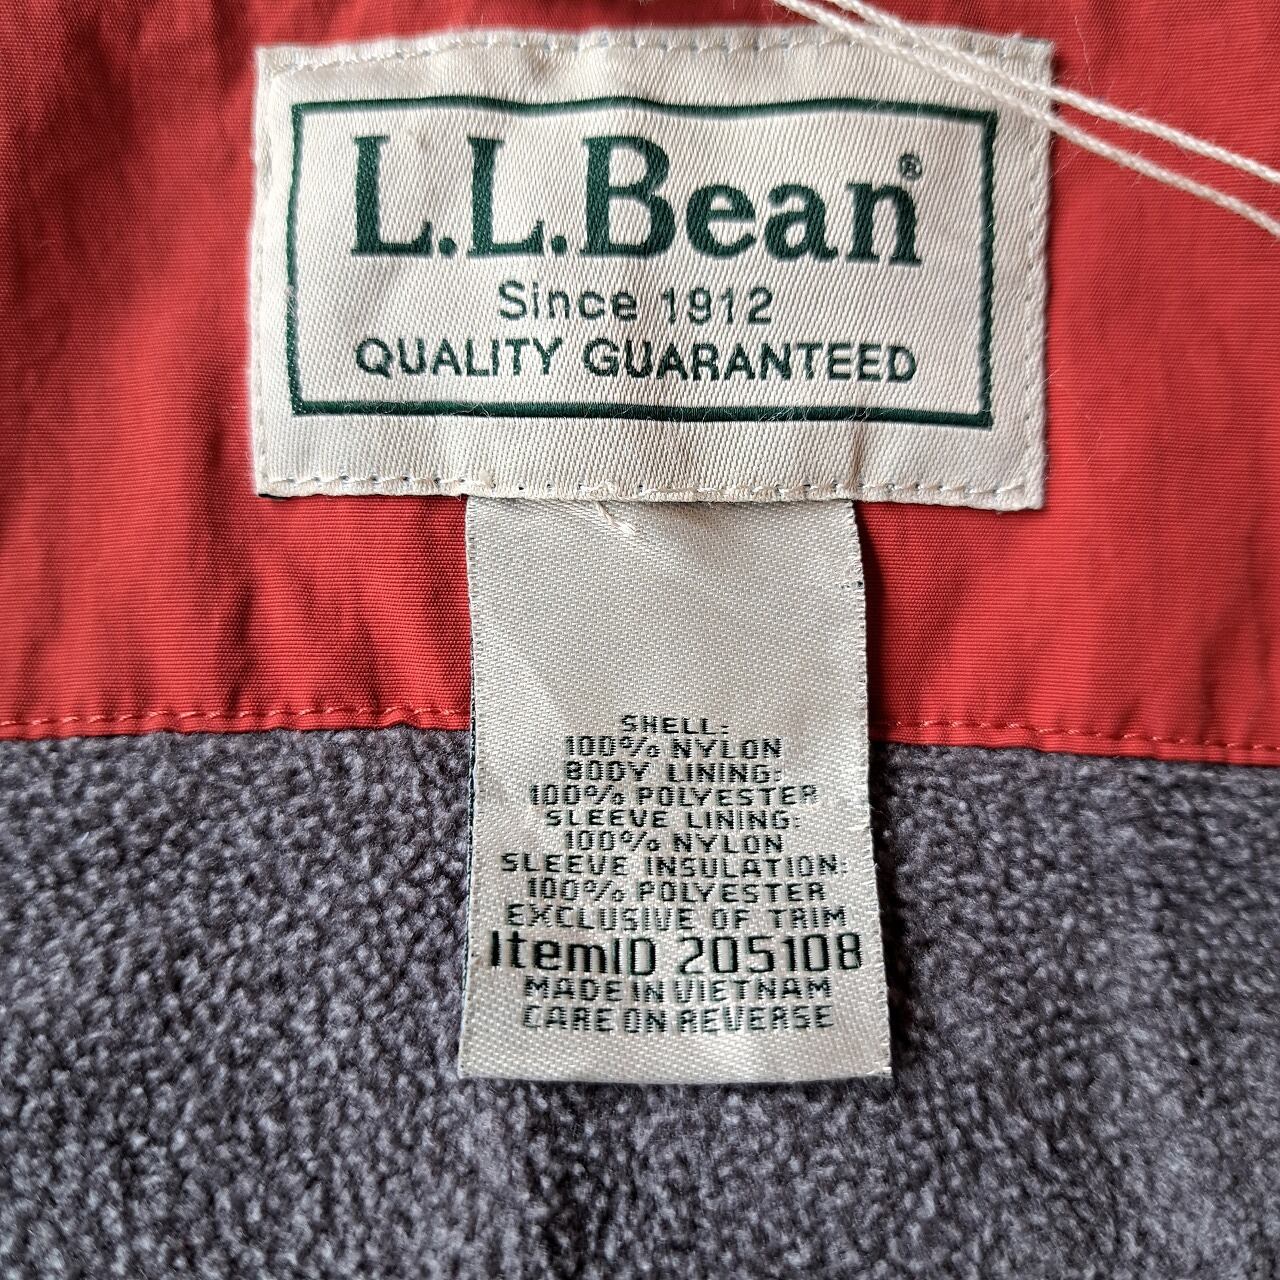 L.L.Bean®
Since 1912
QUALITY GUARANTEED
SHELL:
100% NYLON
BODY LINING:
100% POLYESTER
SLEEVE LINING:
100% NYLON
SLEEVE INSULATION:
100% POLYESTER
EXCLUSIVE OF TRIM
ItemID 205108
MADE IN VIETNAM
CARE ON REVERSE